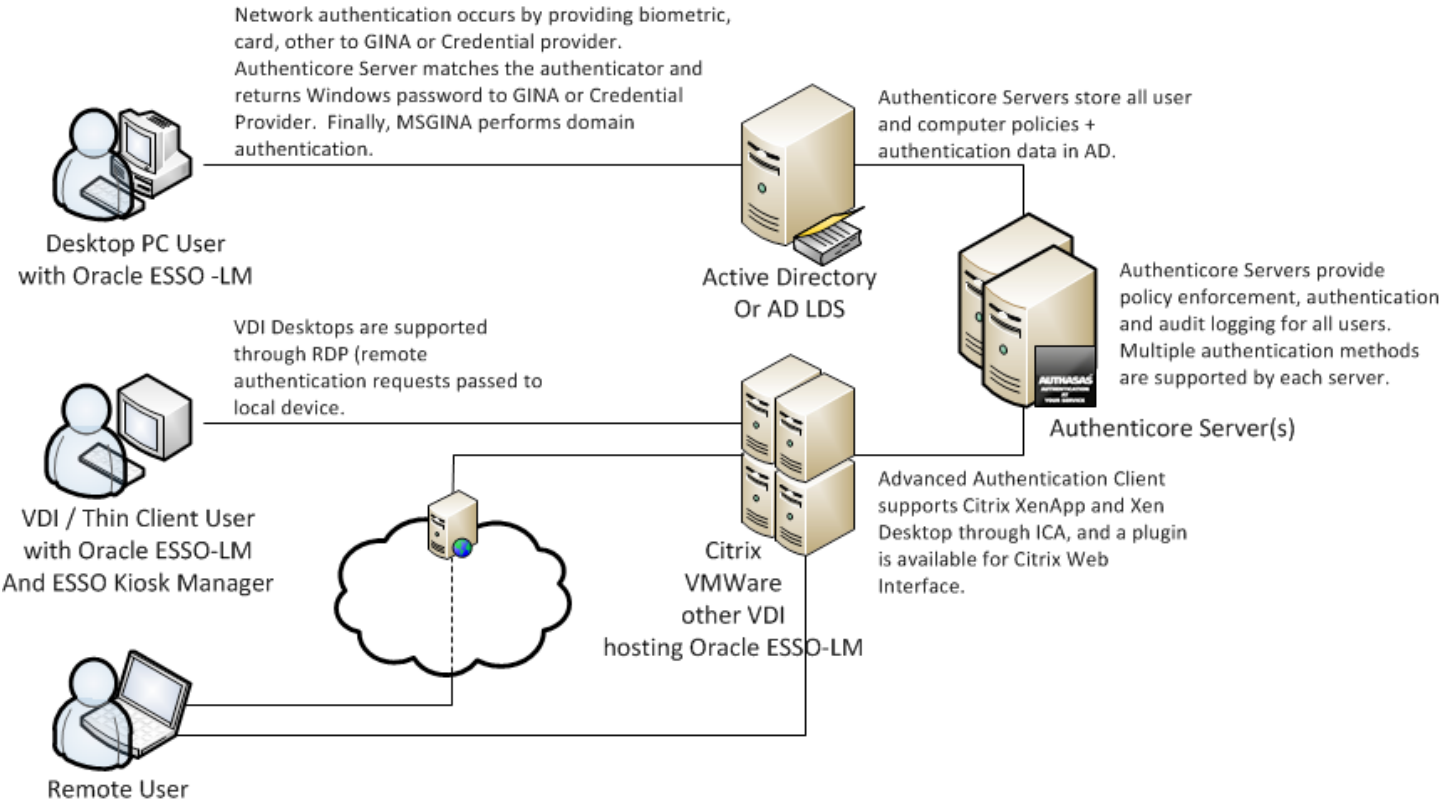 Network authentication occurs by providing biometric,
card, other to GINA or Credential provider.
Authenticore Server matches the authenticator and
returns Windows password to GINA or Credential
Provider.  Finally, MSGINA performs domain
authentication.
Authenticore Servers store all user
and computer policies +
authentication data in AD.
Desktop PC User
with Oracle ESSO -LM
Active Directory
Or AD LDS
Authenticore Servers provide
policy enforcement, authentication
and audit logging for all users.
Multiple authentication methods
are supported by each server.
AUTHASAS
AUTHENTICATION
AT
YOUR SERVICE
Authenticore Server(s)
VDI Desktops are supported
through RDP (remote
authentication requests passed to
local device.
VDI / Thin Client User
with Oracle ESSO-LM
And ESSO Kiosk Manager
Citrix
VMWare
other VDI
hosting Oracle ESSO-LM
Advanced Authentication Client
supports Citrix XenApp and Xen
Desktop through ICA, and a plugin
is available for Citrix Web
Interface.
Remote User